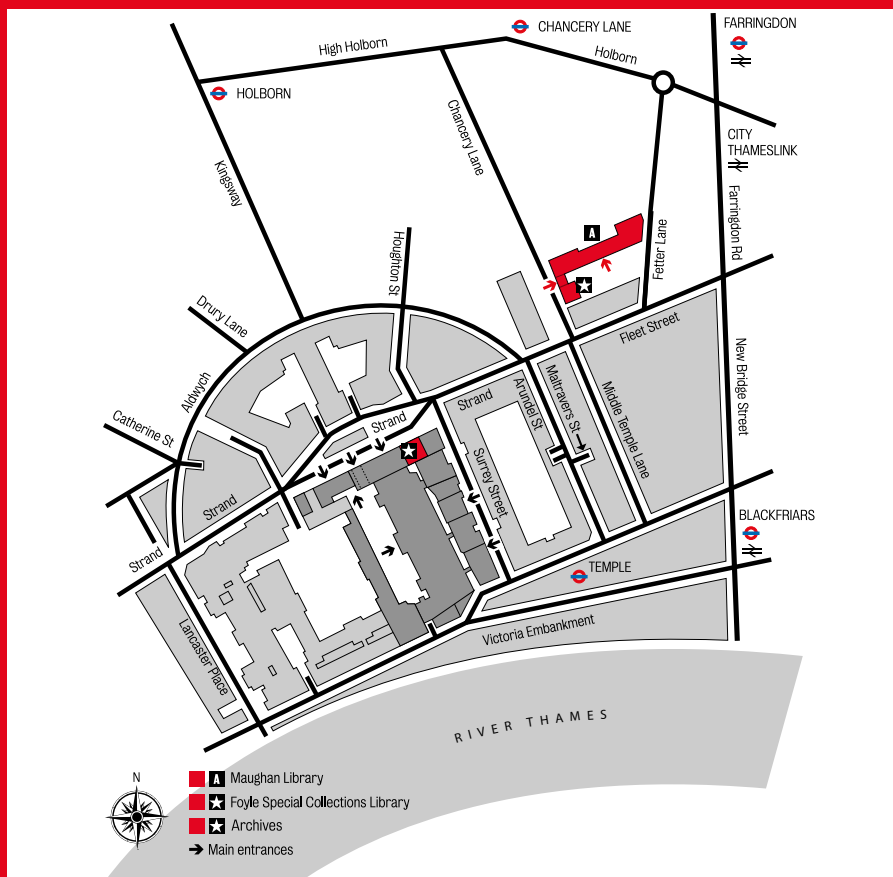 CHANCERY LANE
FARRINGDON
High Holborn
Holborn
HOLBORN
Chancery Lane
CITY
THAMESLINK
Kingsway
Farringdon Rd
Fetter Lane
A
Houghton St
Drury Lane
Fleet Street
New Bridge Street
Aldwych
Maltravers St
Arundel St
Middle Temple Lane
Strand
Strand
Catherine St
Surrey Street
Strand
BLACKFRIARS
Strand
TEMPLE
Lancaster Place
Victoria Embankment
RIVER THAMES
N
A Maughan Library
Foyle Special Collections Library
Archives
Main entrances